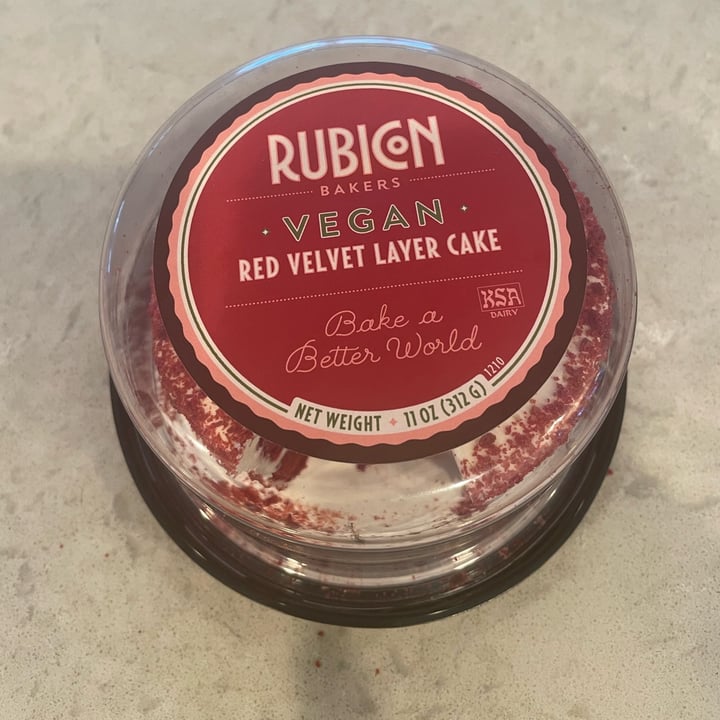 RUBICON
BAKERS
VEGAN
RED VELVET LAYER CAKE
KSA
DAIRY
Bake a
Better World
NET WEIGHT 11 OZ (312 G)
1210